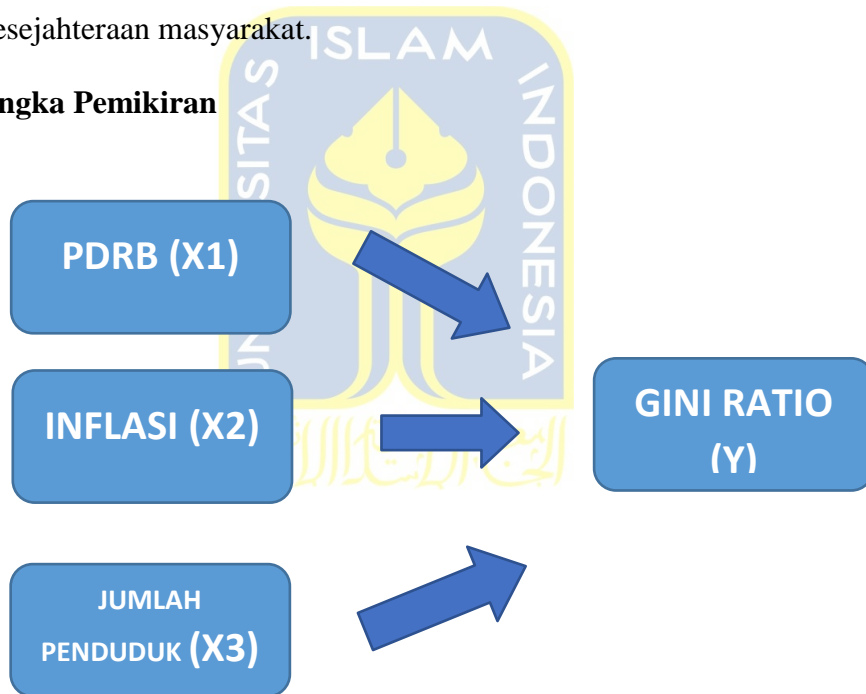 esejahteraan masyarakat.
ngka Pemikiran
ISLAM
INDONESIA
PDRB (X1)
INFLASI (X2)
GINI RATIO
(Y)
JUMLAH
PENDUDUK (X3)